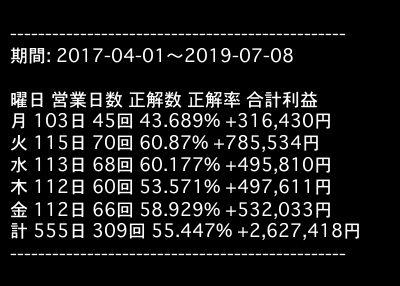 ------------------------------------------------
期間: 2017-04-01〜2019-07-08
曜日 営業日数 正解数 正解率 合計利益
月 103日 45回 43.689% +316,430円
火 115日 70回 60.87% +785,534円
水 113日 68回 60.177% +495,810円
木 112日 60回 53.571% +497,611円
金 112日 66回 58.929% +532,033円
計 555日 309回 55.447% +2,627,418円
------------------------------------------------